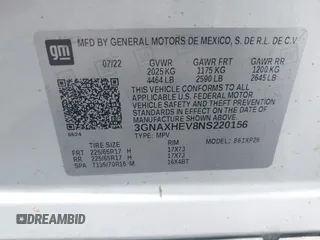 gm
MFD BY GENERAL MOTORS DE MEXICO, S. DE R.L. DE C.V.
07/22 GVWR GAWR FRT GAWR RR
2025 KG 1175 KG 1200 KG
4464 LB 2590 LB 2645 LB
THIS VEHICLE CONFORMS TO ALL APPLICABLE U.S. FEDERAL MOTOR VEHICLE SAFETY, BUMPER, AND THEFT PREVENTION STANDARDS IN EFFECT ON THE DATE OF MANUFACTURE SHOWN ABOVE.
3GNAXHEV8NS220156
TYPE: MPV MODEL:
TIRE SIZE RIM
FRT 225/65R17 H 17X7J
RR 225/65R17 H 17X7J
SPA T135/70R16 M 16X4BT